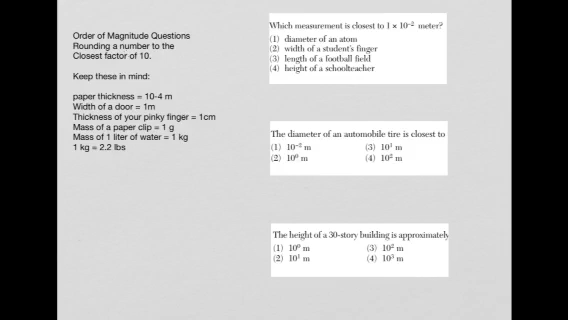 Order of Magnitude Questions
Rounding a number to the
Closest factor of 10.
Keep these in mind:
paper thickness = 10-4 m
Width of a door = 1m
Thickness of your pinky finger = 1cm
Mass of a paper clip = 1 g
Mass of 1 liter of water = 1 kg
1 kg = 2.2 lbs
Which measurement is closest to 1 × 10⁻² meter?
(1) diameter of an atom
(2) width of a student's finger
(3) length of a football field
(4) height of a schoolteacher
The diameter of an automobile tire is closest to
(1) 10⁻² m (3) 10¹ m
(2) 10⁰ m (4) 10² m
The height of a 30-story building is approximately
(1) 10⁰ m (3) 10² m
(2) 10¹ m (4) 10³ m